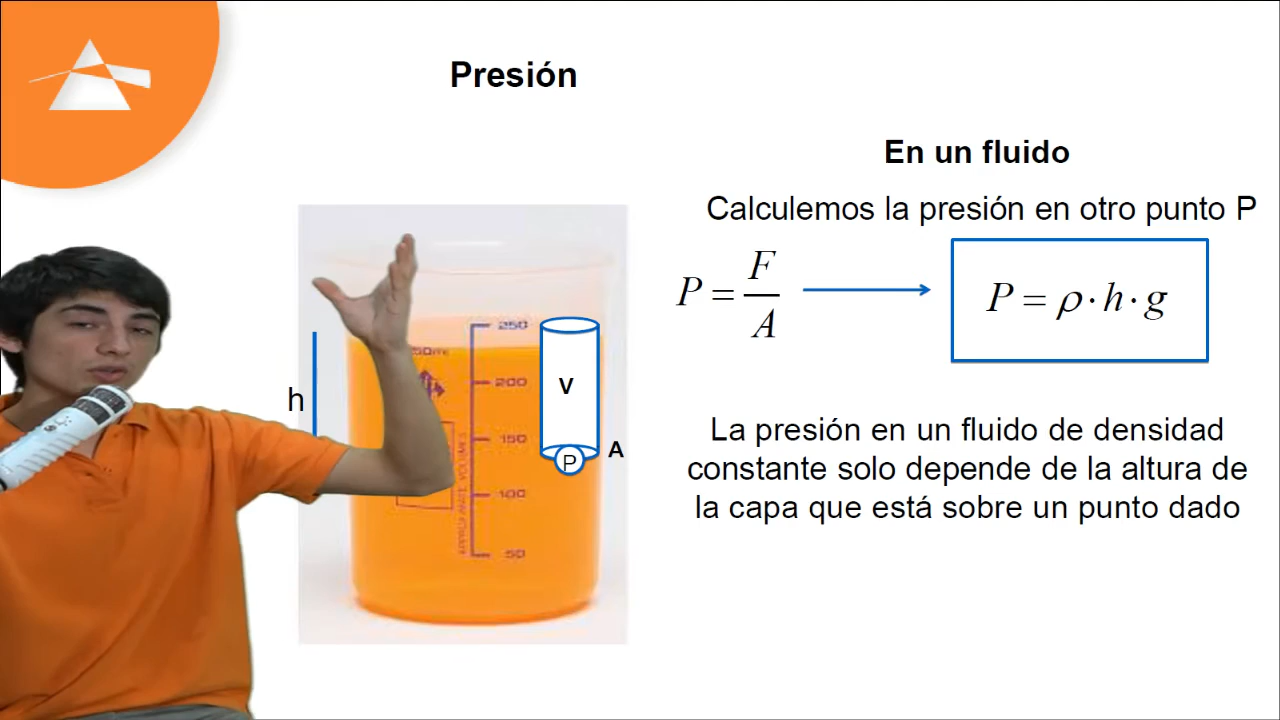 Presión
En un fluido
Calculemos la presión en otro punto P
P = F / A
P = ρ · h · g
h
250
200
150
100
50
V
A
P
La presión en un fluido de densidad
constante solo depende de la altura de
la capa que está sobre un punto dado